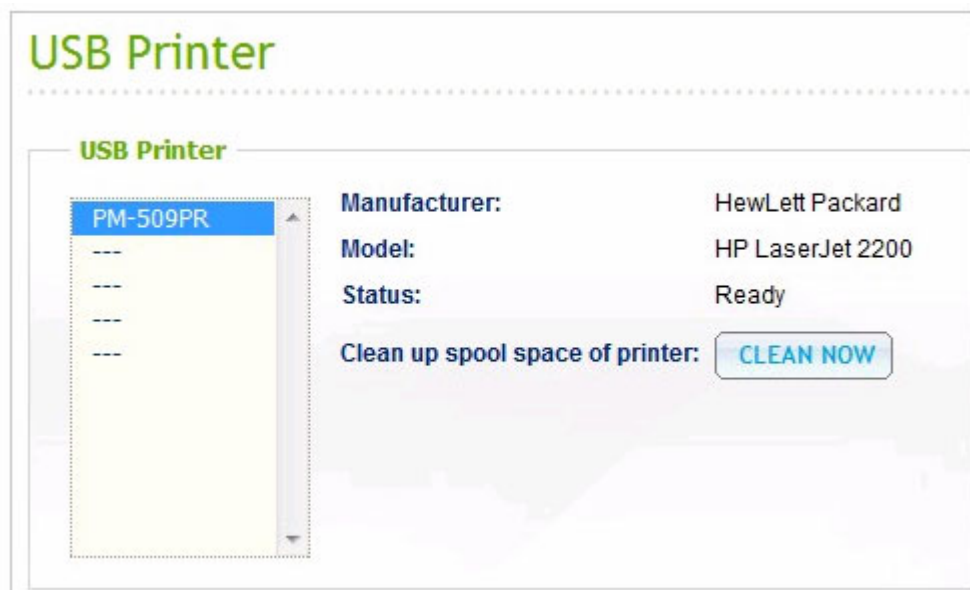 USB Printer
USB Printer
PM-509PR
---
---
---
---
Manufacturer: HewLett Packard
Model: HP LaserJet 2200
Status: Ready
Clean up spool space of printer: CLEAN NOW